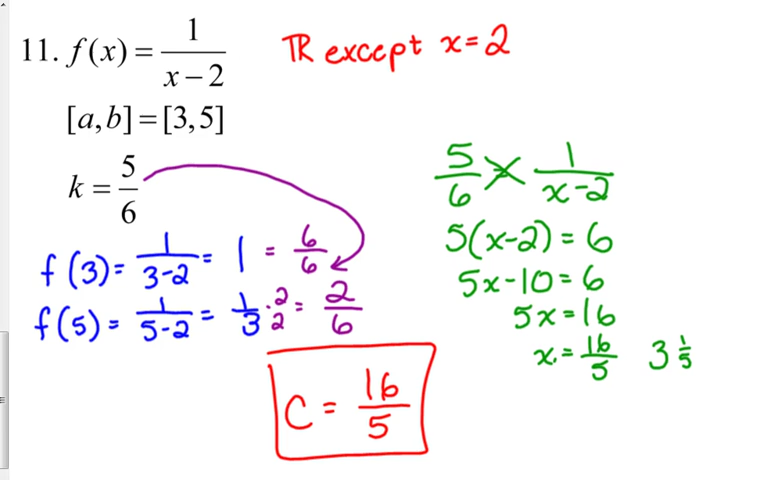 11. f(x) = 1/(x − 2)   ℝ except x = 2
[a, b] = [3, 5]
k = 5/6
f(3) = 1/(3-2) = 1 = 6/6
f(5) = 1/(5-2) = 1/3 · 2/2 = 2/6
C = 16/5
5/6 = 1/(x-2)
5(x-2) = 6
5x-10 = 6
5x = 16
x = 16/5   3 1/5